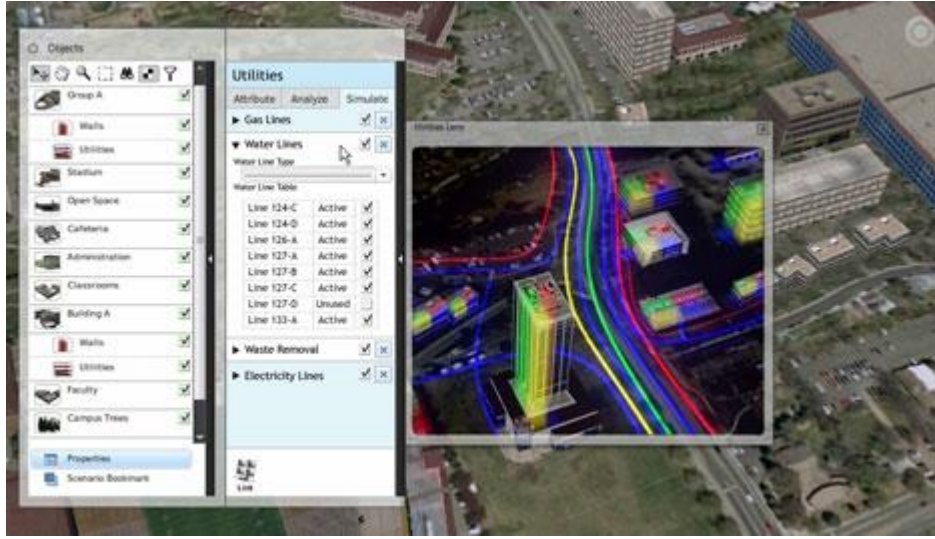 Objects
Group A
Walls
Utilities
Stadium
Open Space
Cafeteria
Administration
Classrooms
Building A
Walls
Utilities
Faculty
Campus Trees
Properties
Scenario Bookmark
Utilities
Attribute Analyze Simulate
Gas Lines
Water Lines
Water Line Type
Water Line Table
Line 124-C Active
Line 124-D Active
Line 126-A Active
Line 127-A Active
Line 127-B Active
Line 127-C Active
Line 127-D Unused
Line 133-A Active
Waste Removal
Electricity Lines
Utilities Lens